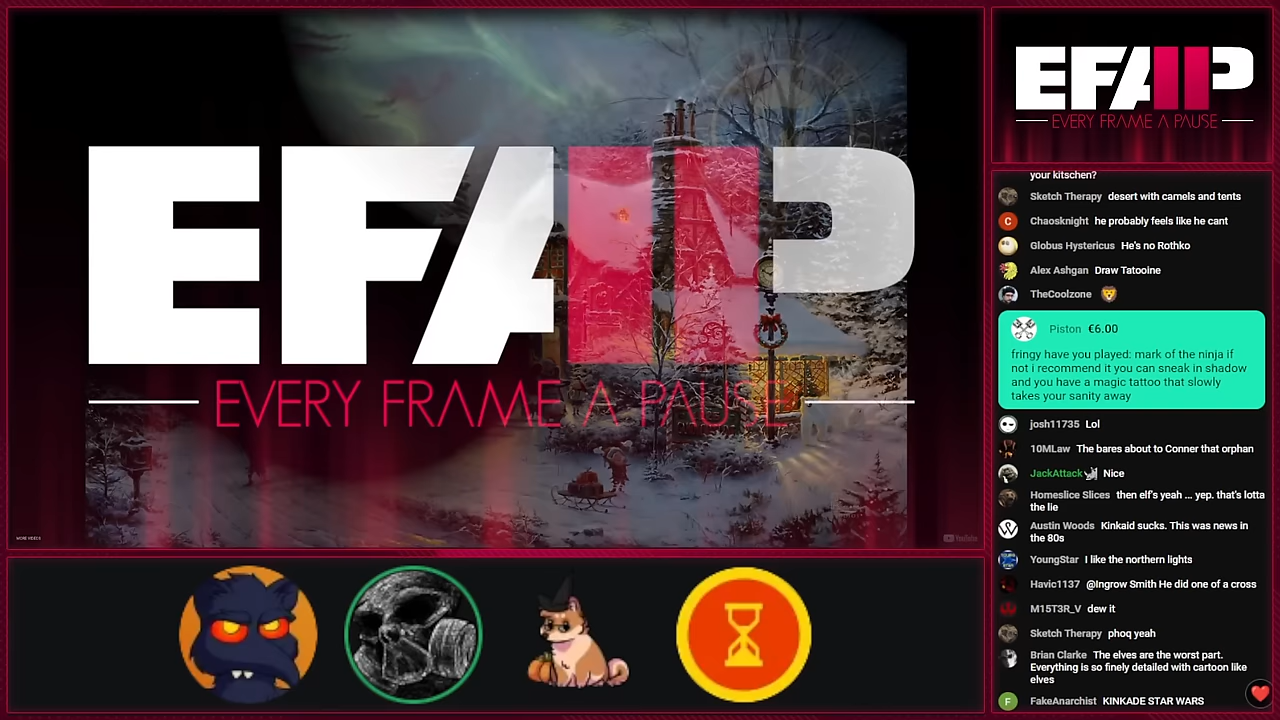 EFAP
EVERY FRAME A PAUSE
MORE VIDEOS
YouTube
EFAP
EVERY FRAME A PAUSE
your kitschen?
Sketch Therapy desert with camels and tents
C Chaosknight he probably feels like he cant
Globus Hystericus He's no Rothko
Alex Ashgan Draw Tatooine
TheCoolzone
Piston €6.00
fringy have you played: mark of the ninja if
not i recommend it you can sneak in shadow
and you have a magic tattoo that slowly
takes your sanity away
josh11735 Lol
10MLaw The bares about to Conner that orphan
JackAttack Nice
Homeslice Slices then elf's yeah ... yep. that's lotta
the lie
Austin Woods Kinkaid sucks. This was news in
the 80s
YoungStar I like the northern lights
Havic1137 @Ingrow Smith He did one of a cross
M15T3R_V dew it
Sketch Therapy phoq yeah
Brian Clarke The elves are the worst part.
Everything is so finely detailed with cartoon like
elves
F FakeAnarchist KINKADE STAR WARS